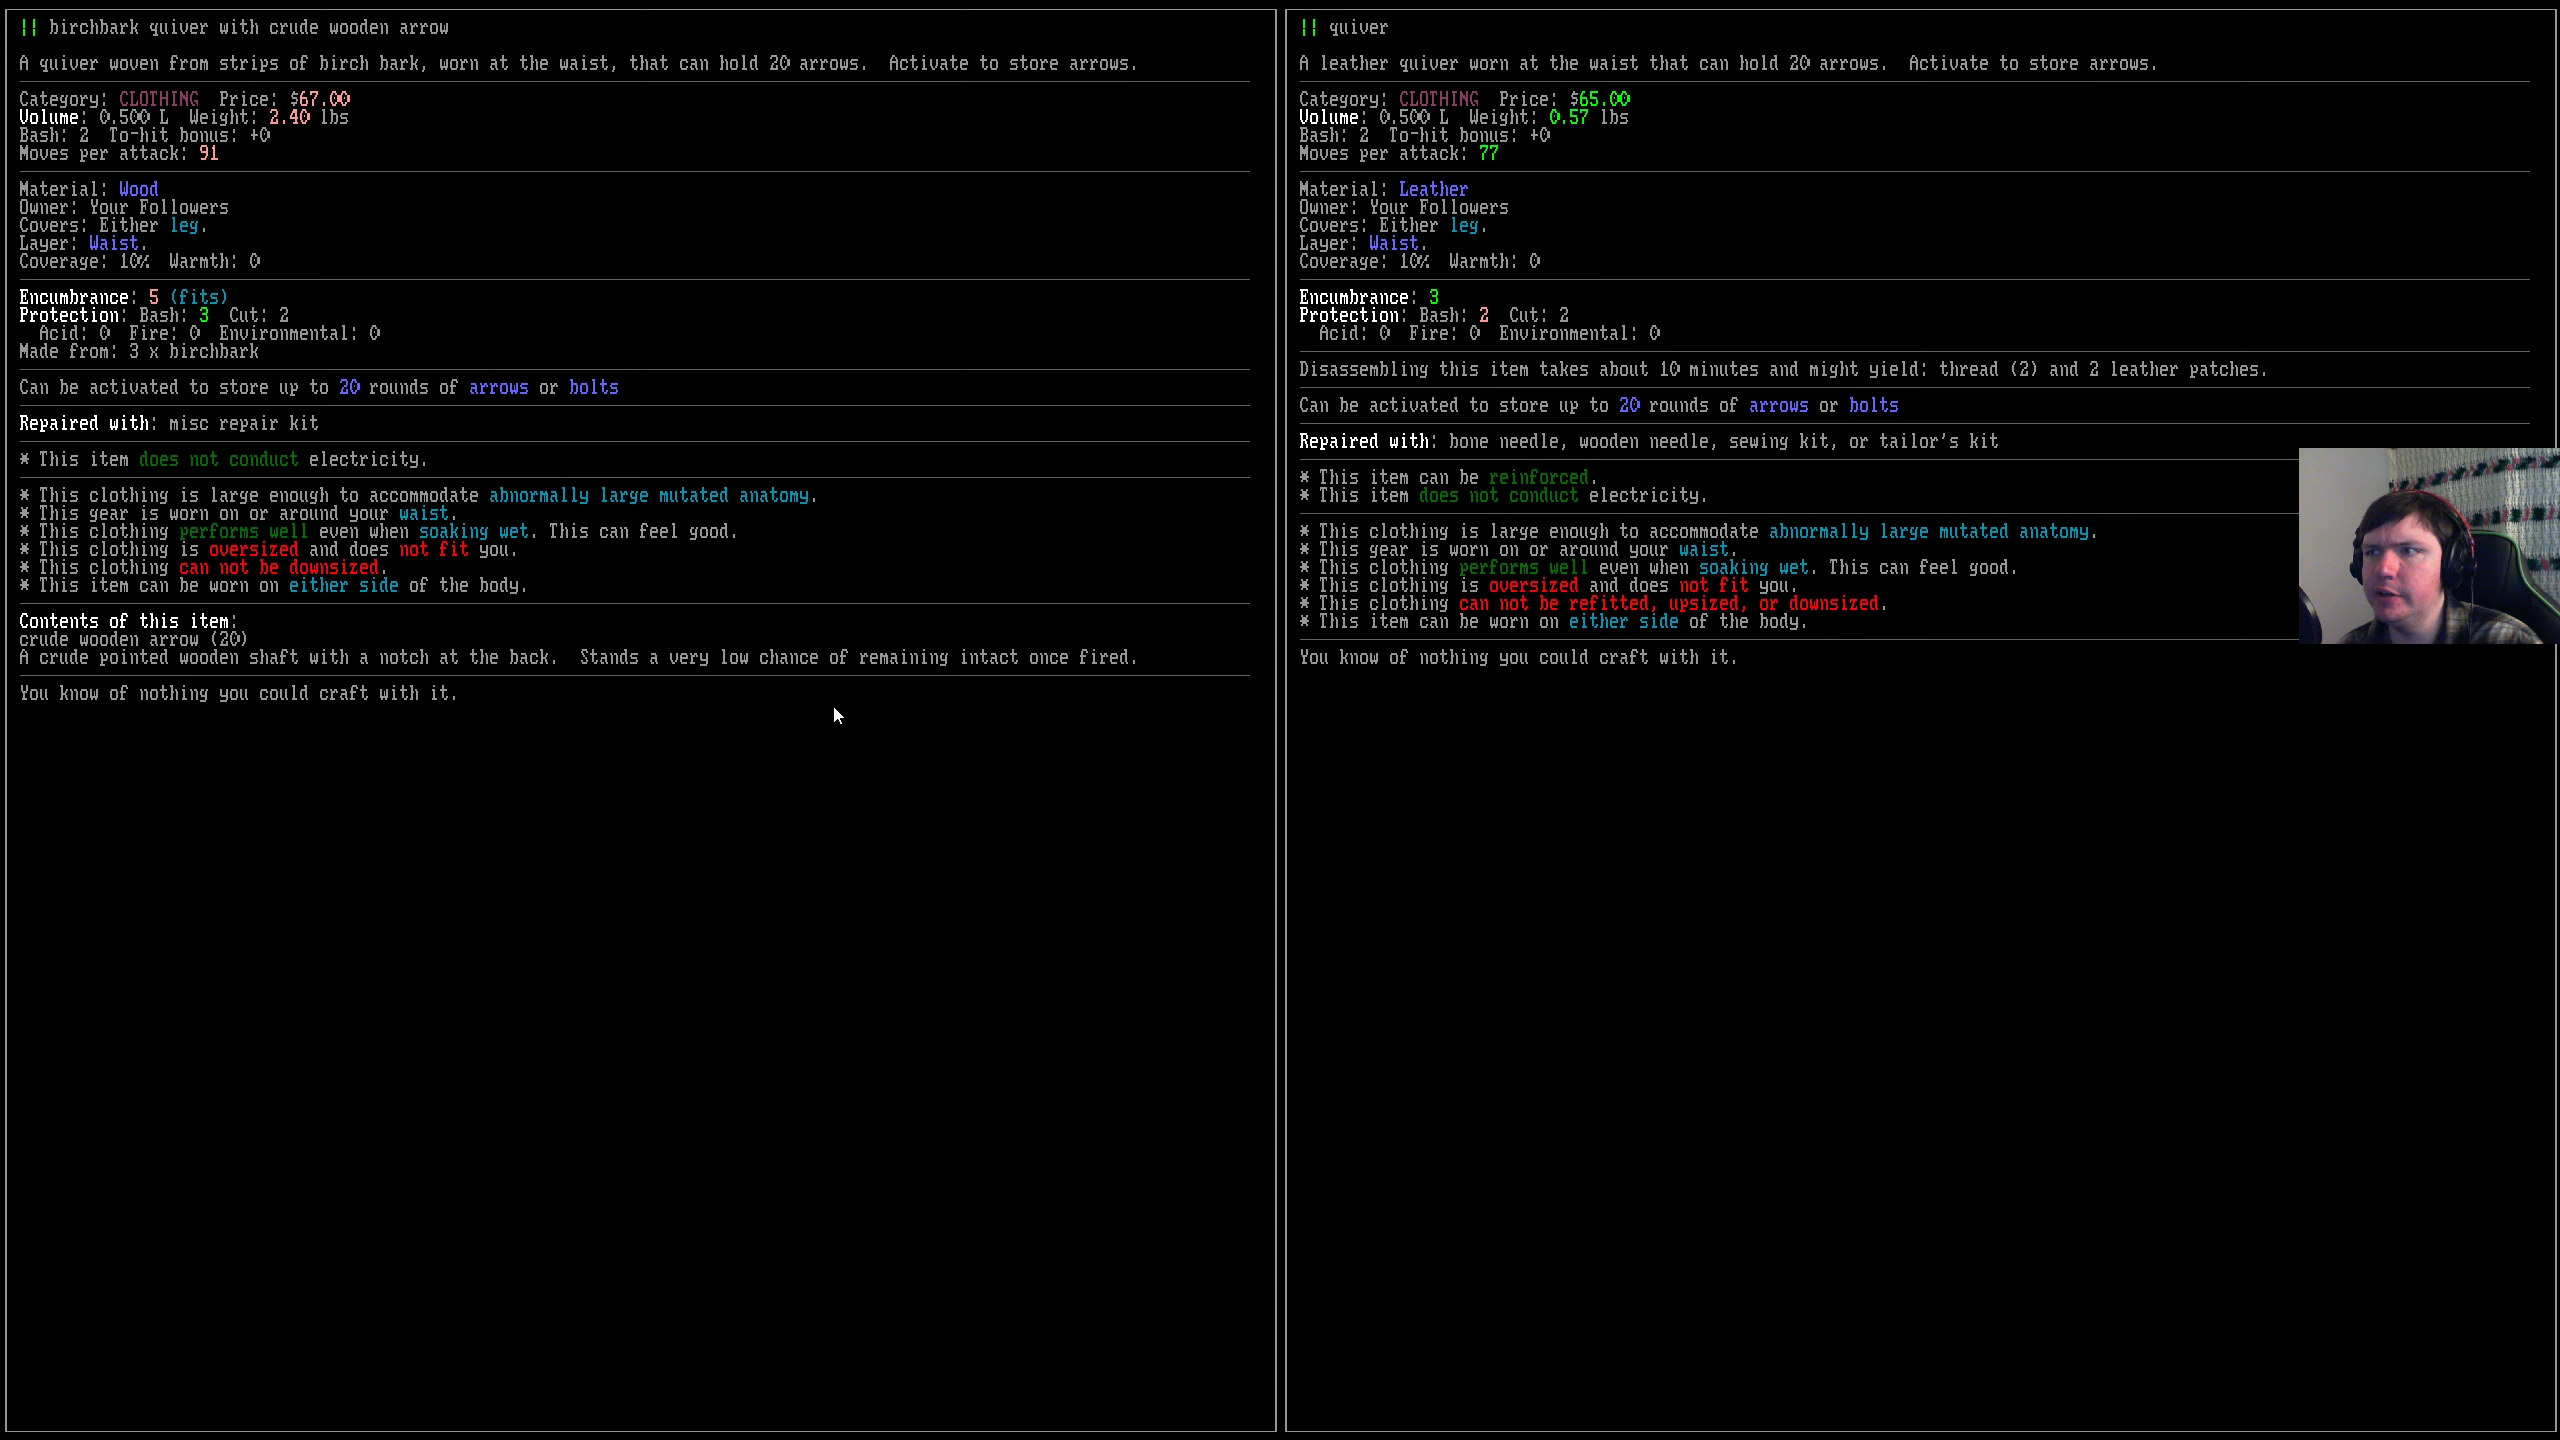 || birchbark quiver with crude wooden arrow
A quiver woven from strips of birch bark, worn at the waist, that can hold 20 arrows.  Activate to store arrows.
Category: CLOTHING  Price: $67.00
Volume: 0.500 L  Weight: 2.40 lbs
Bash: 2  To-hit bonus: +0
Moves per attack: 91
Material: Wood
Owner: Your Followers
Covers: Either leg.
Layer: Waist.
Coverage: 10%  Warmth: 0
Encumbrance: 5 (fits)
Protection: Bash: 3  Cut: 2
Acid: 0  Fire: 0  Environmental: 0
Made from: 3 x birchbark
Can be activated to store up to 20 rounds of arrows or bolts
Repaired with: misc repair kit
* This item does not conduct electricity.
* This clothing is large enough to accommodate abnormally large mutated anatomy.
* This gear is worn on or around your waist.
* This clothing performs well even when soaking wet. This can feel good.
* This clothing is oversized and does not fit you.
* This clothing can not be downsized.
* This item can be worn on either side of the body.
Contents of this item:
crude wooden arrow (20)
A crude pointed wooden shaft with a notch at the back.  Stands a very low chance of remaining intact once fired.
You know of nothing you could craft with it.
|| quiver
A leather quiver worn at the waist that can hold 20 arrows.  Activate to store arrows.
Category: CLOTHING  Price: $65.00
Volume: 0.500 L  Weight: 0.57 lbs
Bash: 2  To-hit bonus: +0
Moves per attack: 77
Material: Leather
Owner: Your Followers
Covers: Either leg.
Layer: Waist.
Coverage: 10%  Warmth: 0
Encumbrance: 3
Protection: Bash: 2  Cut: 2
Acid: 0  Fire: 0  Environmental: 0
Disassembling this item takes about 10 minutes and might yield: thread (2) and 2 leather patches.
Can be activated to store up to 20 rounds of arrows or bolts
Repaired with: bone needle, wooden needle, sewing kit, or tailor's kit
* This item can be reinforced.
* This item does not conduct electricity.
* This clothing is large enough to accommodate abnormally large mutated anatomy.
* This gear is worn on or around your waist.
* This clothing performs well even when soaking wet. This can feel good.
* This clothing is oversized and does not fit you.
* This clothing can not be refitted, upsized, or downsized.
* This item can be worn on either side of the body.
You know of nothing you could craft with it.